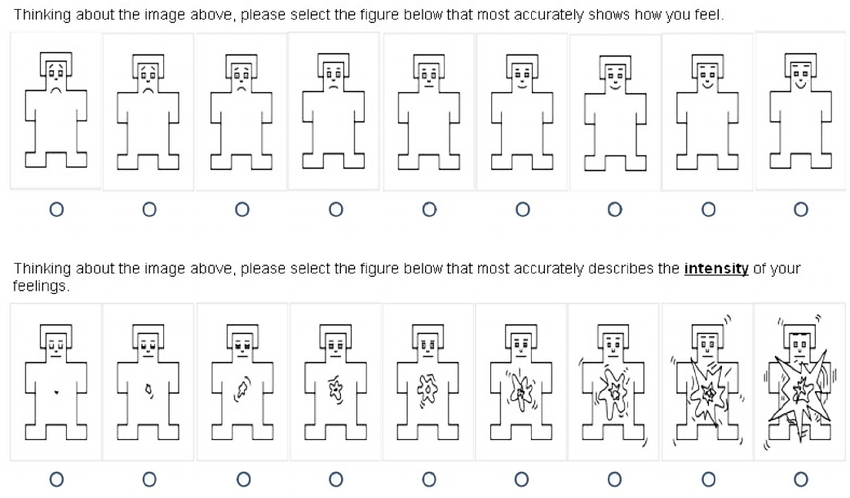 Thinking about the image above, please select the figure below that most accurately shows how you feel.
Thinking about the image above, please select the figure below that most accurately describes the intensity of your
feelings.